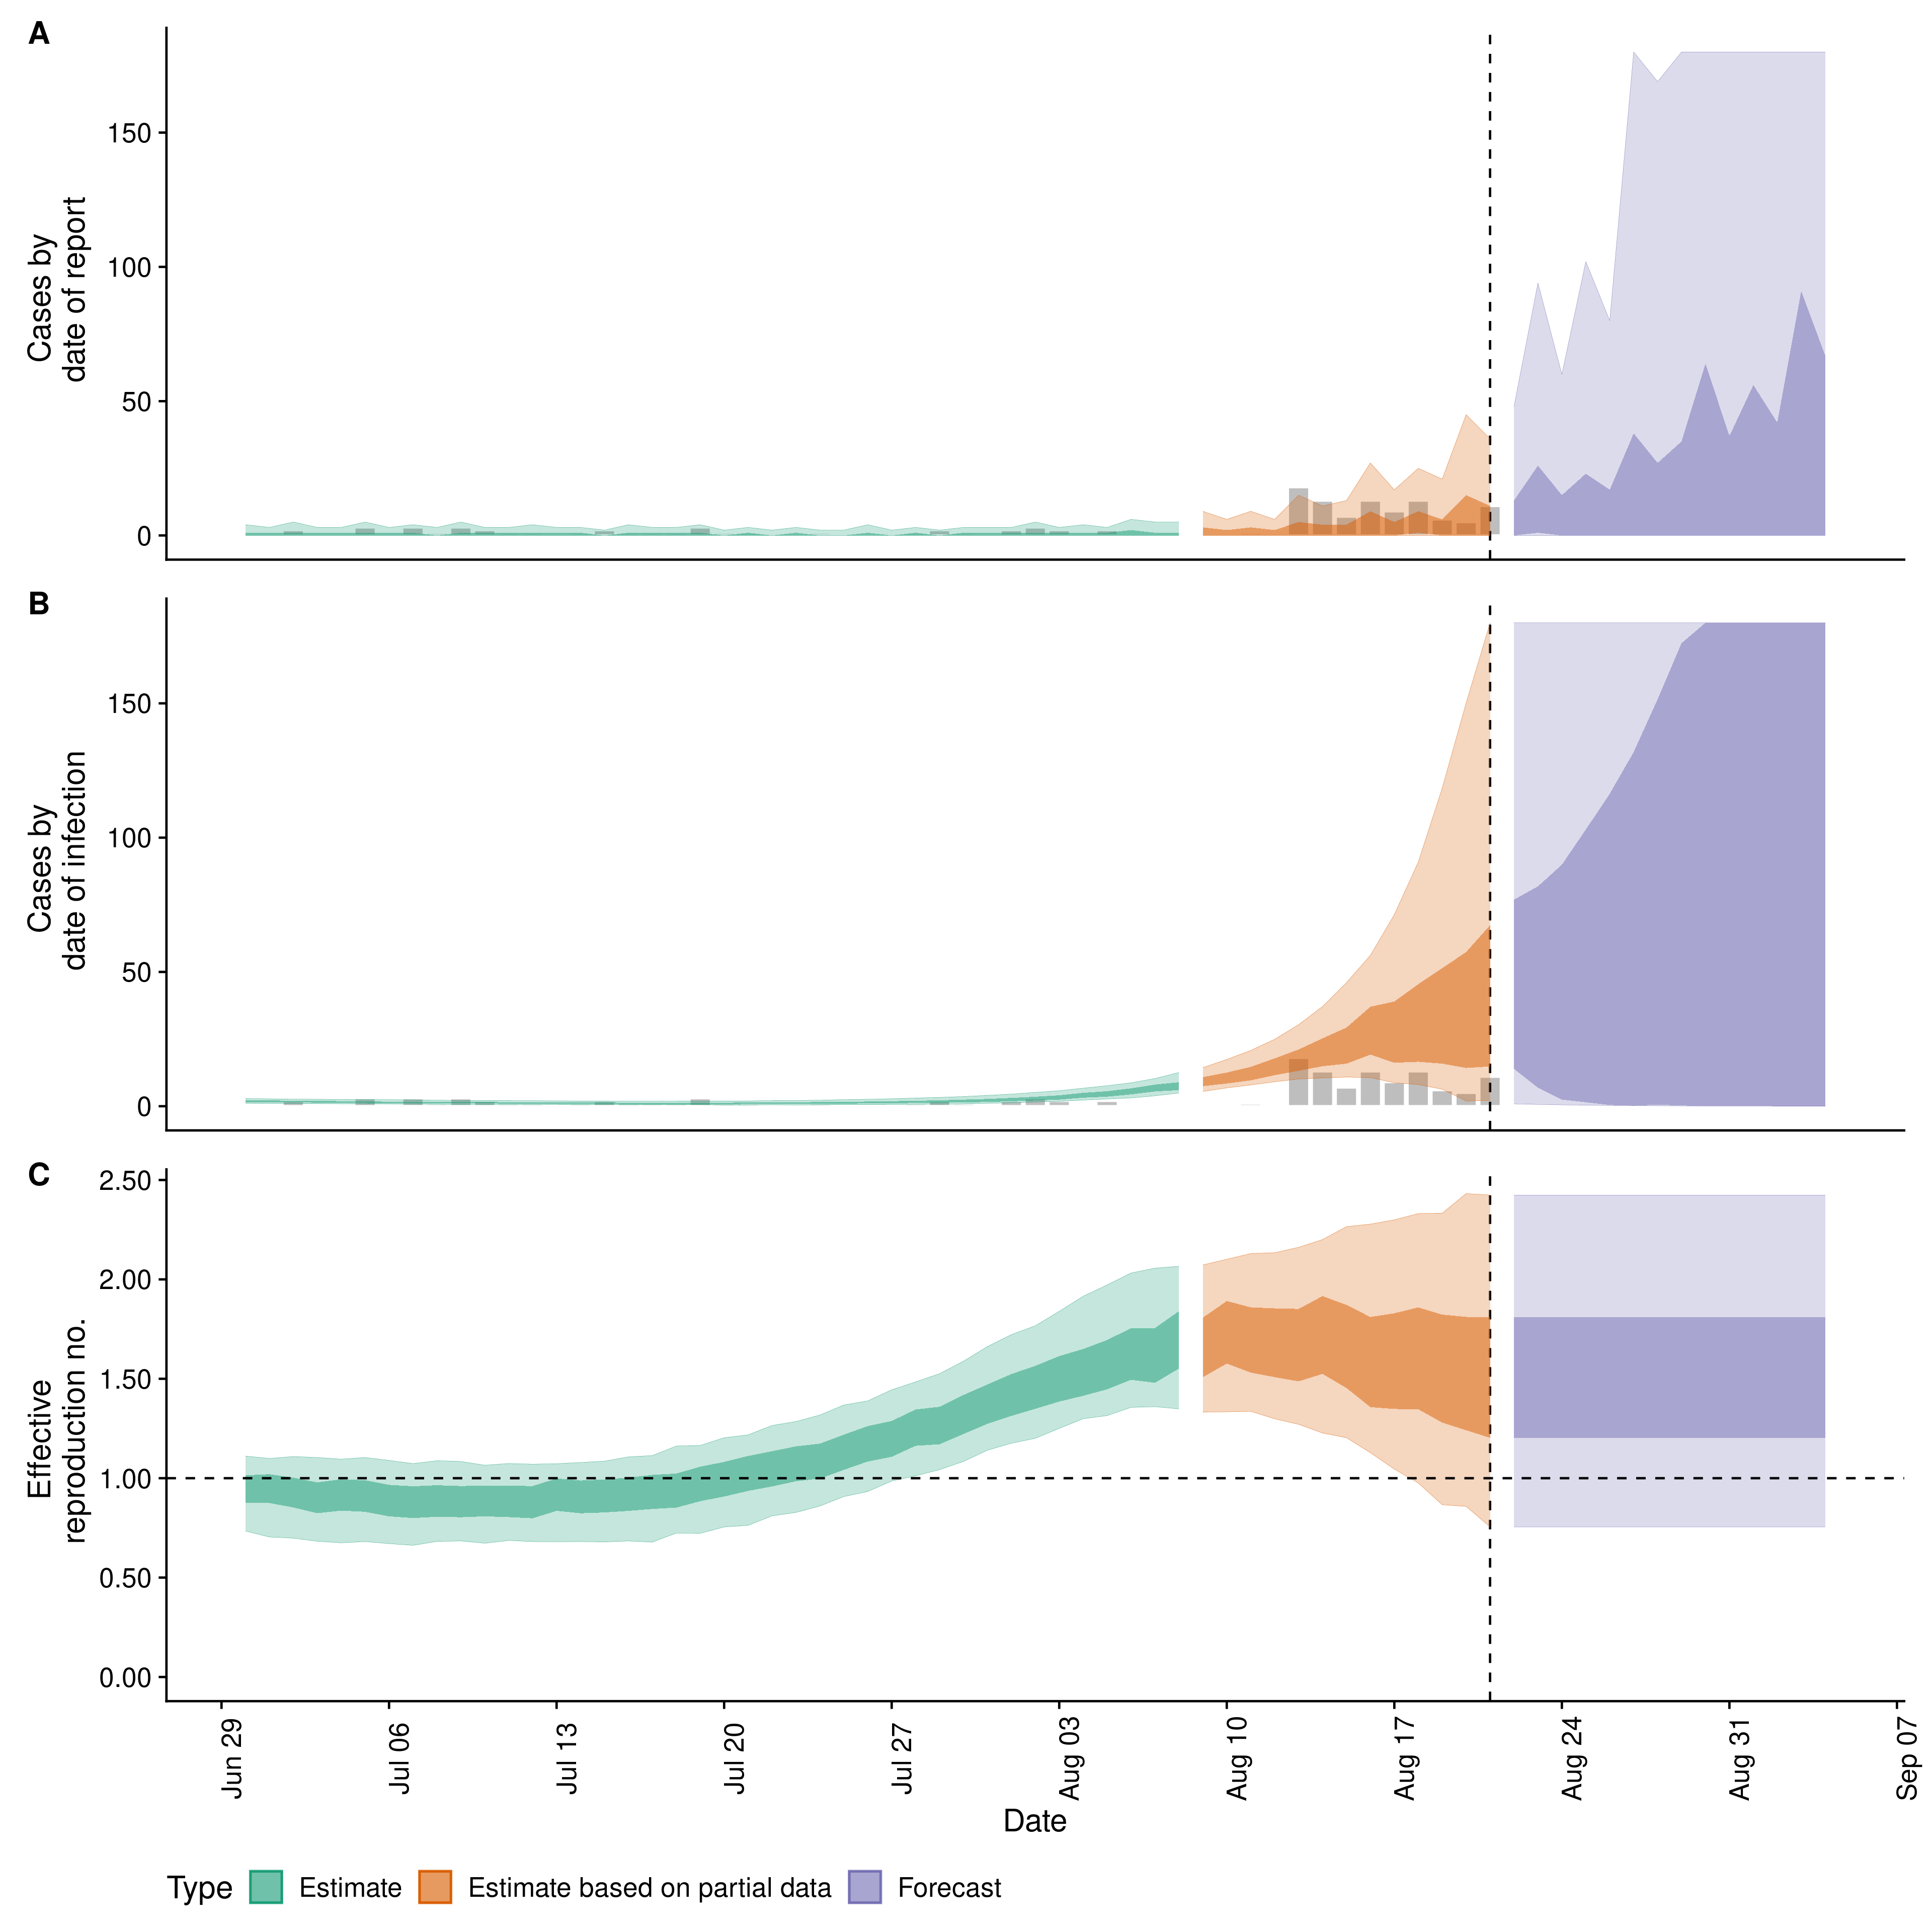 A
Cases by
date of report
150
100
50
0
B
Cases by
date of infection
150
100
50
0
C
Effective
reproduction no.
2.50
2.00
1.50
1.00
0.50
0.00
Jun 29
Jul 06
Jul 13
Jul 20
Jul 27
Aug 03
Aug 10
Aug 17
Aug 24
Aug 31
Sep 07
Date
Type Estimate Estimate based on partial data Forecast